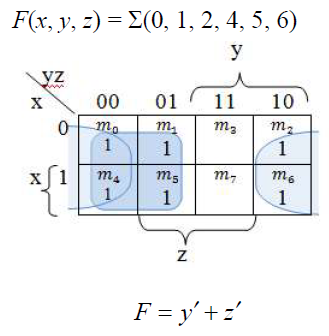 F(x, y, z) = Σ(0, 1, 2, 4, 5, 6)
y
yz
x 00 01 11 10
0 m₀ m₁ m₃ m₂
1 1 1
x 1 m₄ m₅ m₇ m₆
1 1 1
z
F = y′ + z′